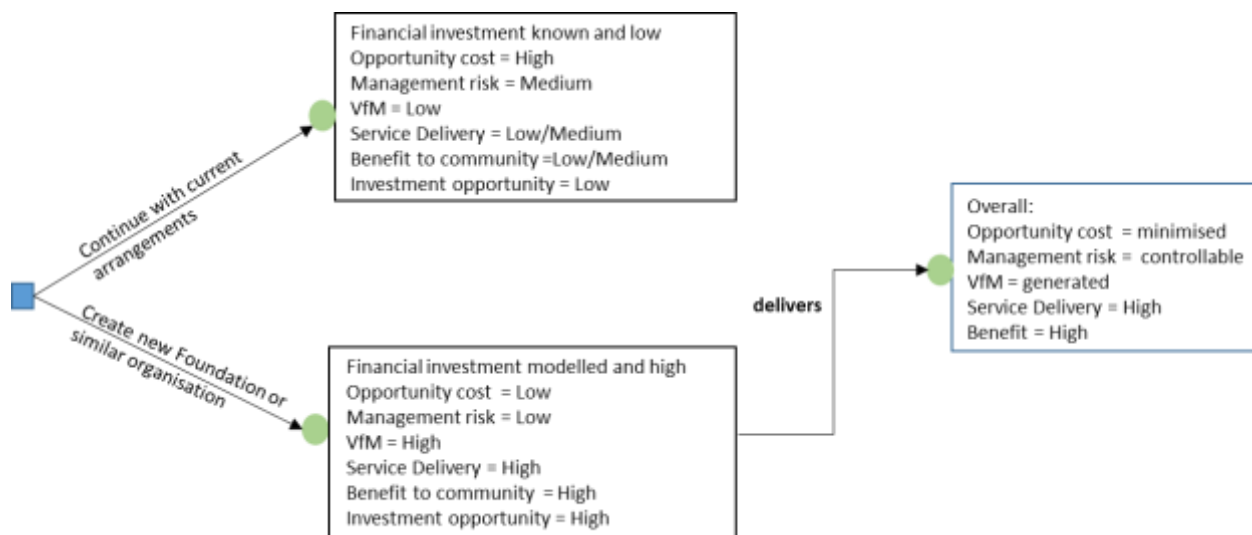 Financial investment known and low
Opportunity cost = High
Management risk = Medium
VfM = Low
Service Delivery = Low/Medium
Benefit to community =Low/Medium
Investment opportunity = Low
Continue with current
arrangements
Create new Foundation or
similar organisation
Financial investment modelled and high
Opportunity cost  = Low
Management risk = Low
VfM = High
Service Delivery = High
Benefit to community  = High
Investment opportunity = High
delivers
Overall:
Opportunity cost  = minimised
Management risk =  controllable
VfM = generated
Service Delivery = High
Benefit = High